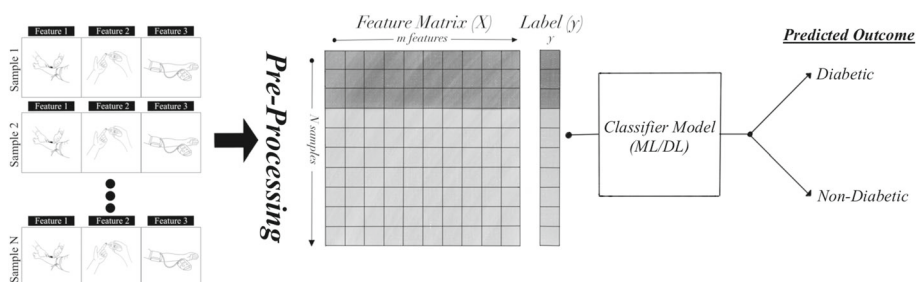 Feature 1 Feature 2 Feature 3
Sample 1
Feature 1 Feature 2 Feature 3
Sample 2
Feature 1 Feature 2 Feature 3
Sample N
Pre-Processing
Feature Matrix (X)
m features
N samples
Label (y)
y
Classifier Model
(ML/DL)
Predicted Outcome
Diabetic
Non-Diabetic